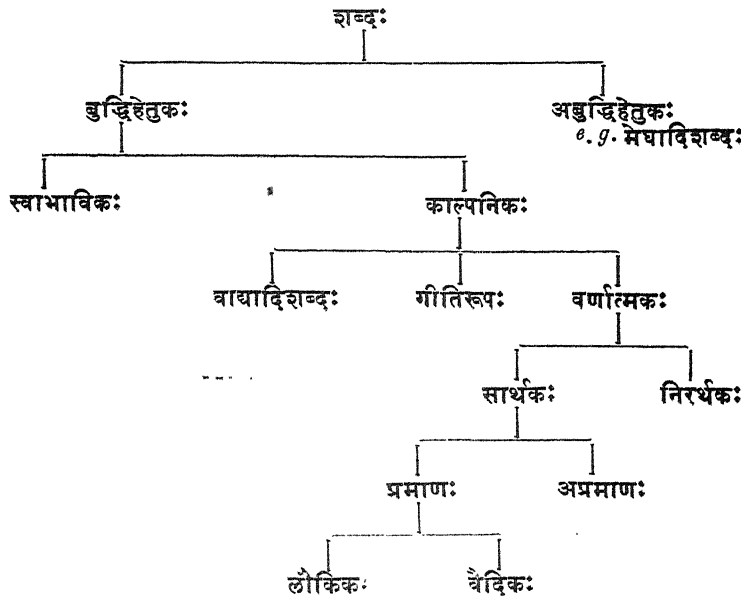 शब्दः
बुद्धिहेतुकः अबुद्धिहेतुकः
e. g. मेघादिशब्दः
स्वाभाविकः काल्पनिकः
वाद्यादिशब्दः गीतिरूपः वर्णात्मकः
सार्थकः निरर्थकः
प्रमाणः अप्रमाणः
लौकिकः वैदिकः